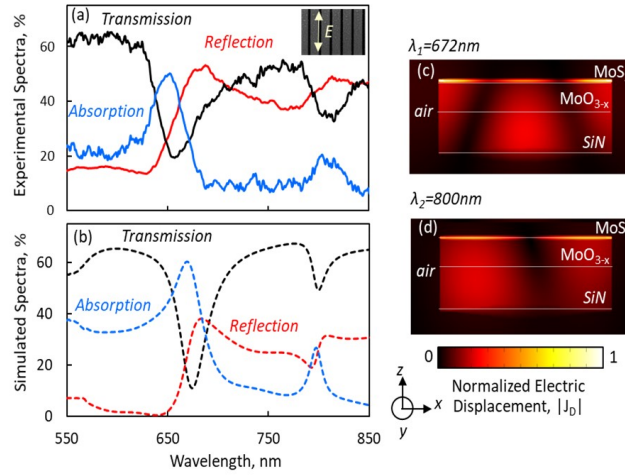 (a)
Transmission
E
Reflection
Absorption
Experimental Spectra, %
60
40
20
0
(b)
Transmission
Absorption
Reflection
Simulated Spectra, %
60
40
20
0
550
650
750
850
Wavelength, nm
λ1=672nm
(c)
MoS
MoO3-x
air
SiN
λ2=800nm
(d)
MoS
MoO3-x
air
SiN
0
1
Normalized Electric
Displacement, |JD|
z
x
y